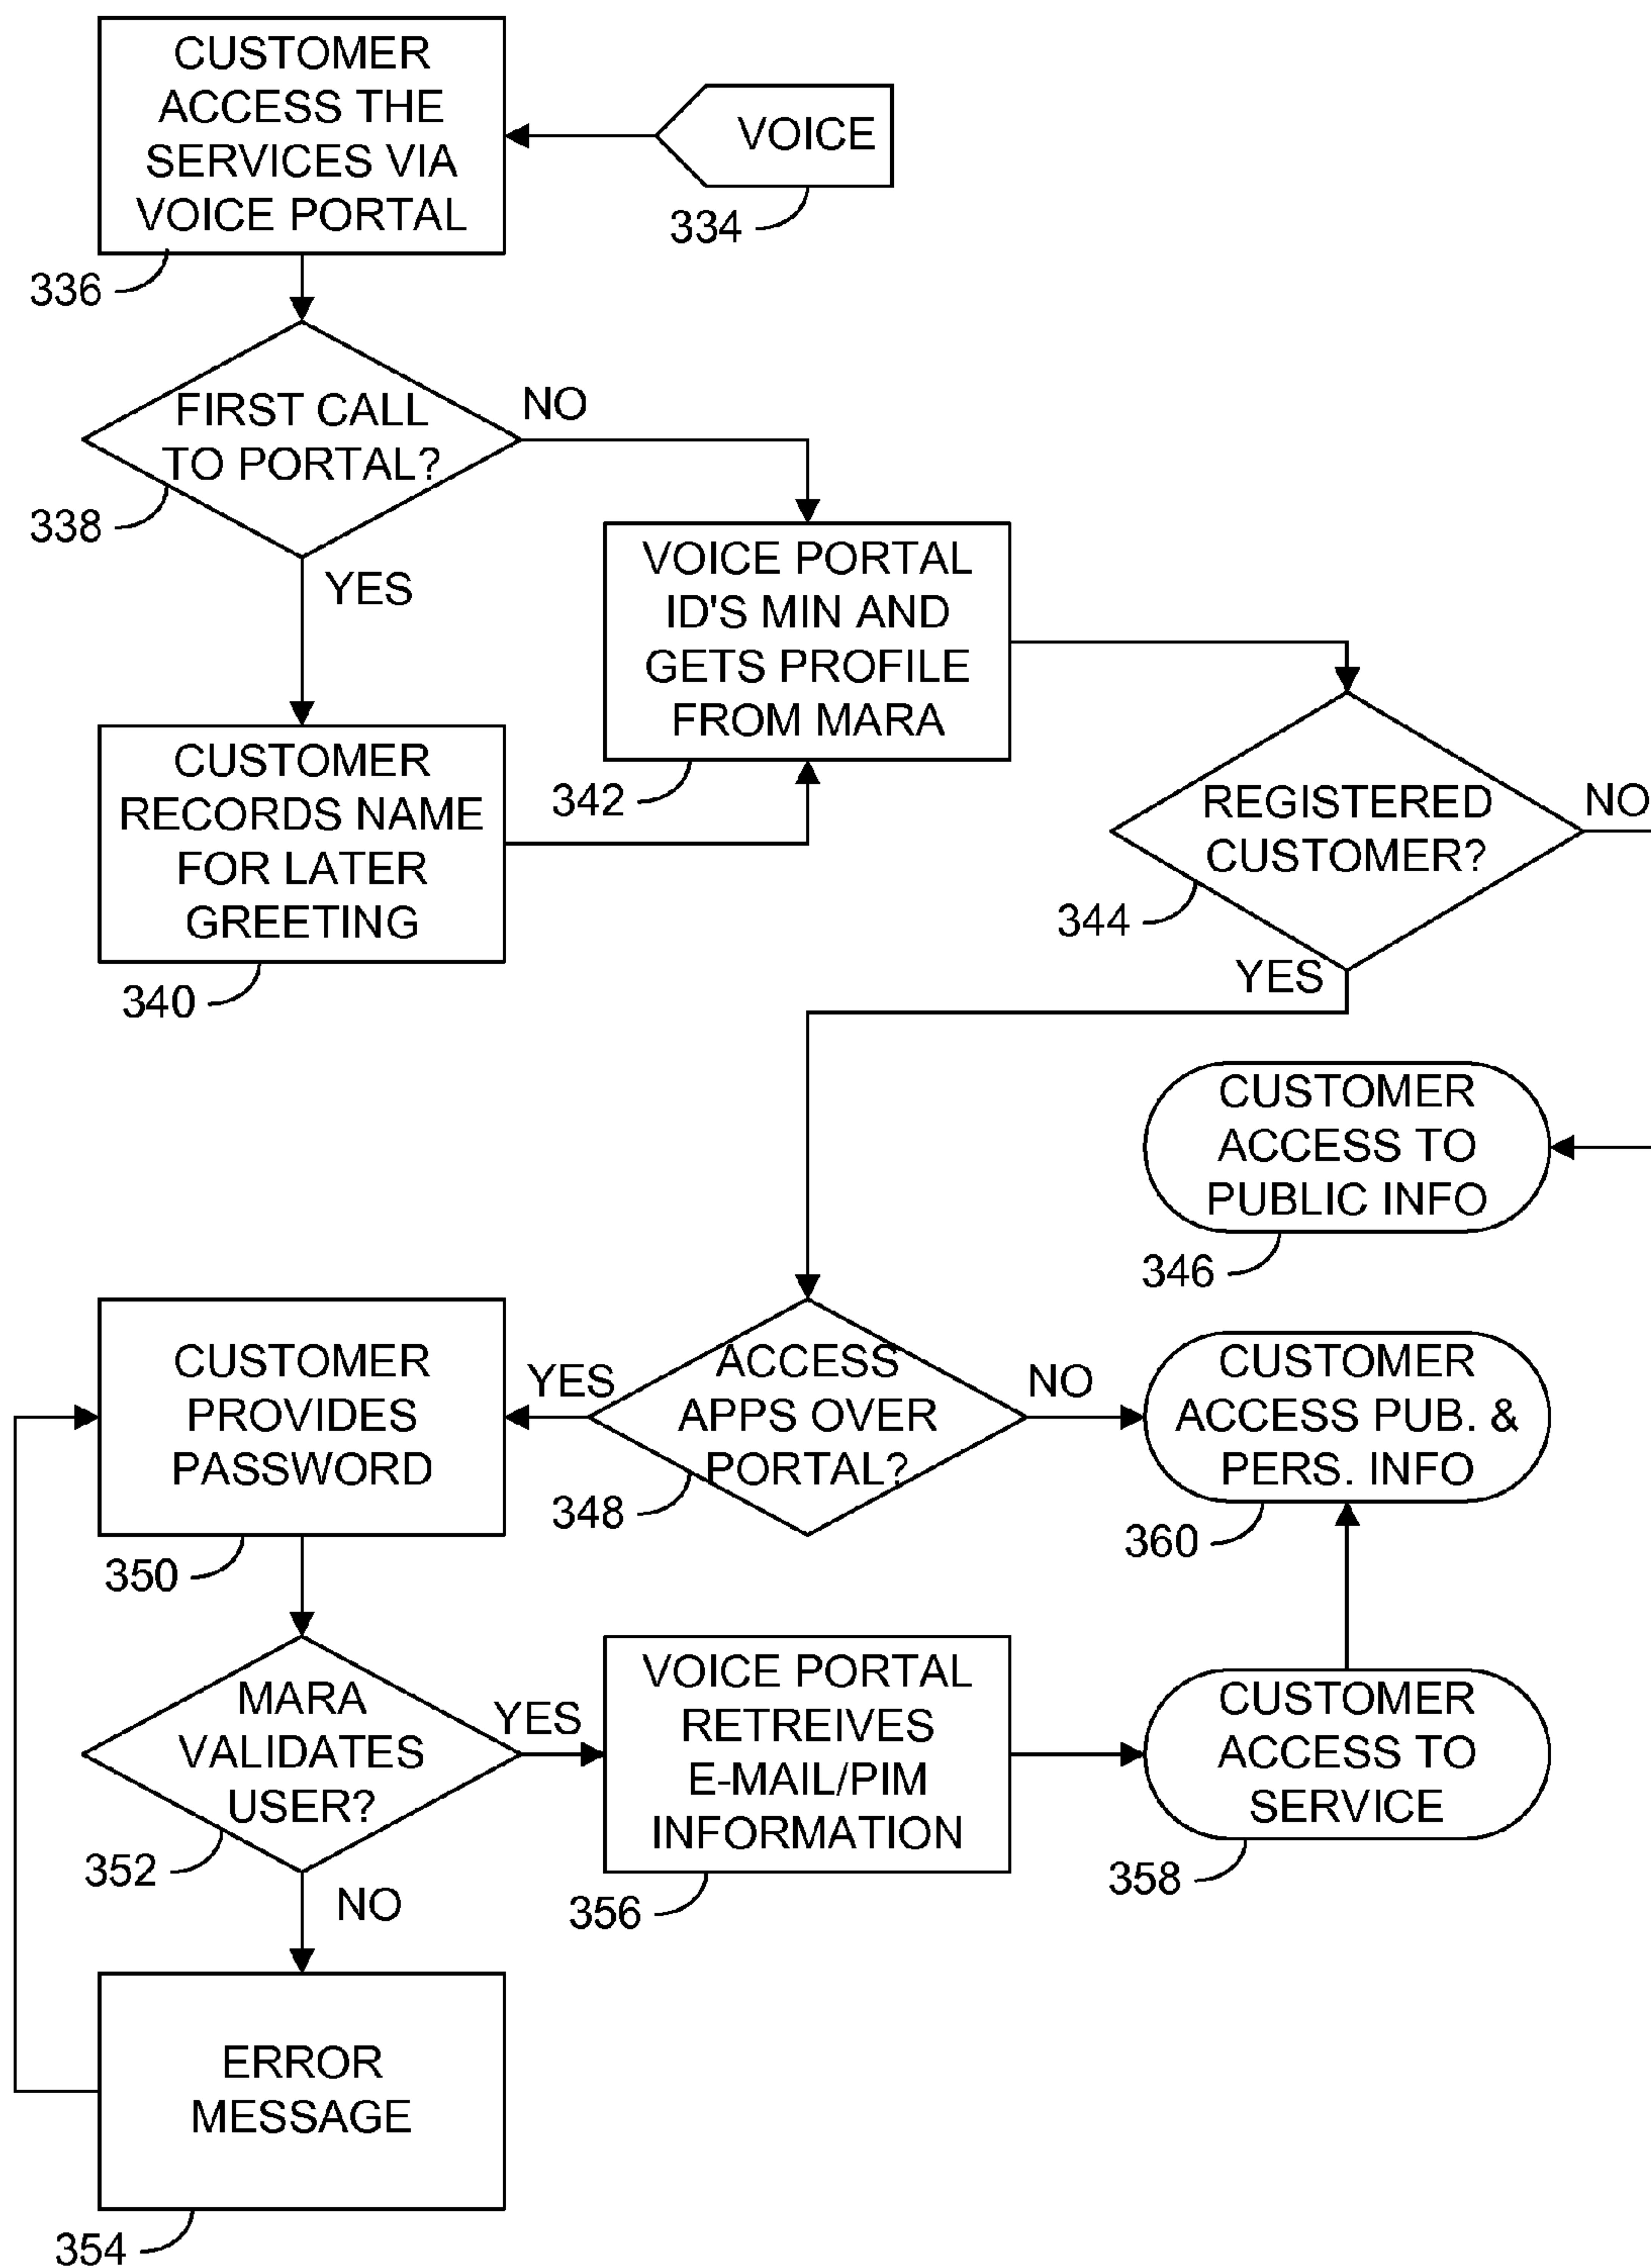 CUSTOMER
ACCESS THE
SERVICES VIA
VOICE PORTAL
336
VOICE
334
FIRST CALL
TO PORTAL?
338
NO
YES
CUSTOMER
RECORDS NAME
FOR LATER
GREETING
340
VOICE PORTAL
ID'S MIN AND
GETS PROFILE
FROM MARA
342
REGISTERED
CUSTOMER?
344
NO
YES
CUSTOMER
ACCESS TO
PUBLIC INFO
346
ACCESS
APPS OVER
PORTAL?
348
YES
NO
CUSTOMER
PROVIDES
PASSWORD
350
CUSTOMER
ACCESS PUB. &
PERS. INFO
360
MARA
VALIDATES
USER?
352
YES
NO
VOICE PORTAL
RETREIVES
E-MAIL/PIM
INFORMATION
356
CUSTOMER
ACCESS TO
SERVICE
358
ERROR
MESSAGE
354